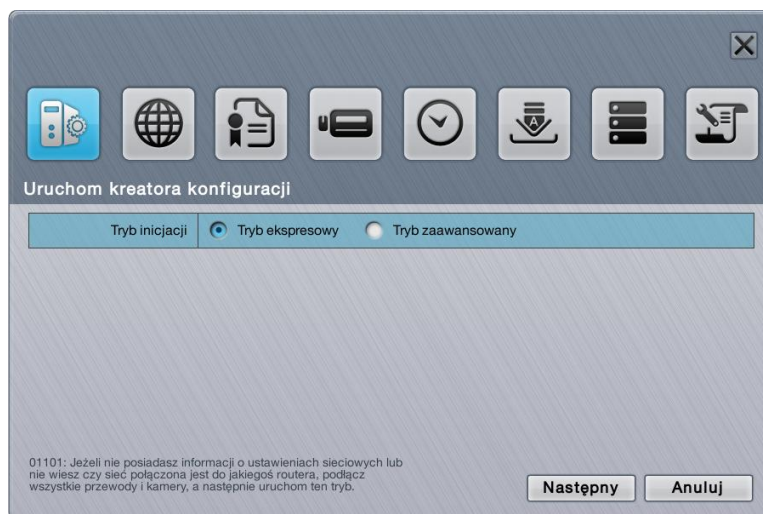 Uruchom kreatora konfiguracji
Tryb inicjacji Tryb ekspresowy Tryb zaawansowany
01101: Jeżeli nie posiadasz informacji o ustawieniach sieciowych lub
nie wiesz czy sieć połączona jest do jakiegoś routera, podłącz
wszystkie przewody i kamery, a następnie uruchom ten tryb.
Następny Anuluj